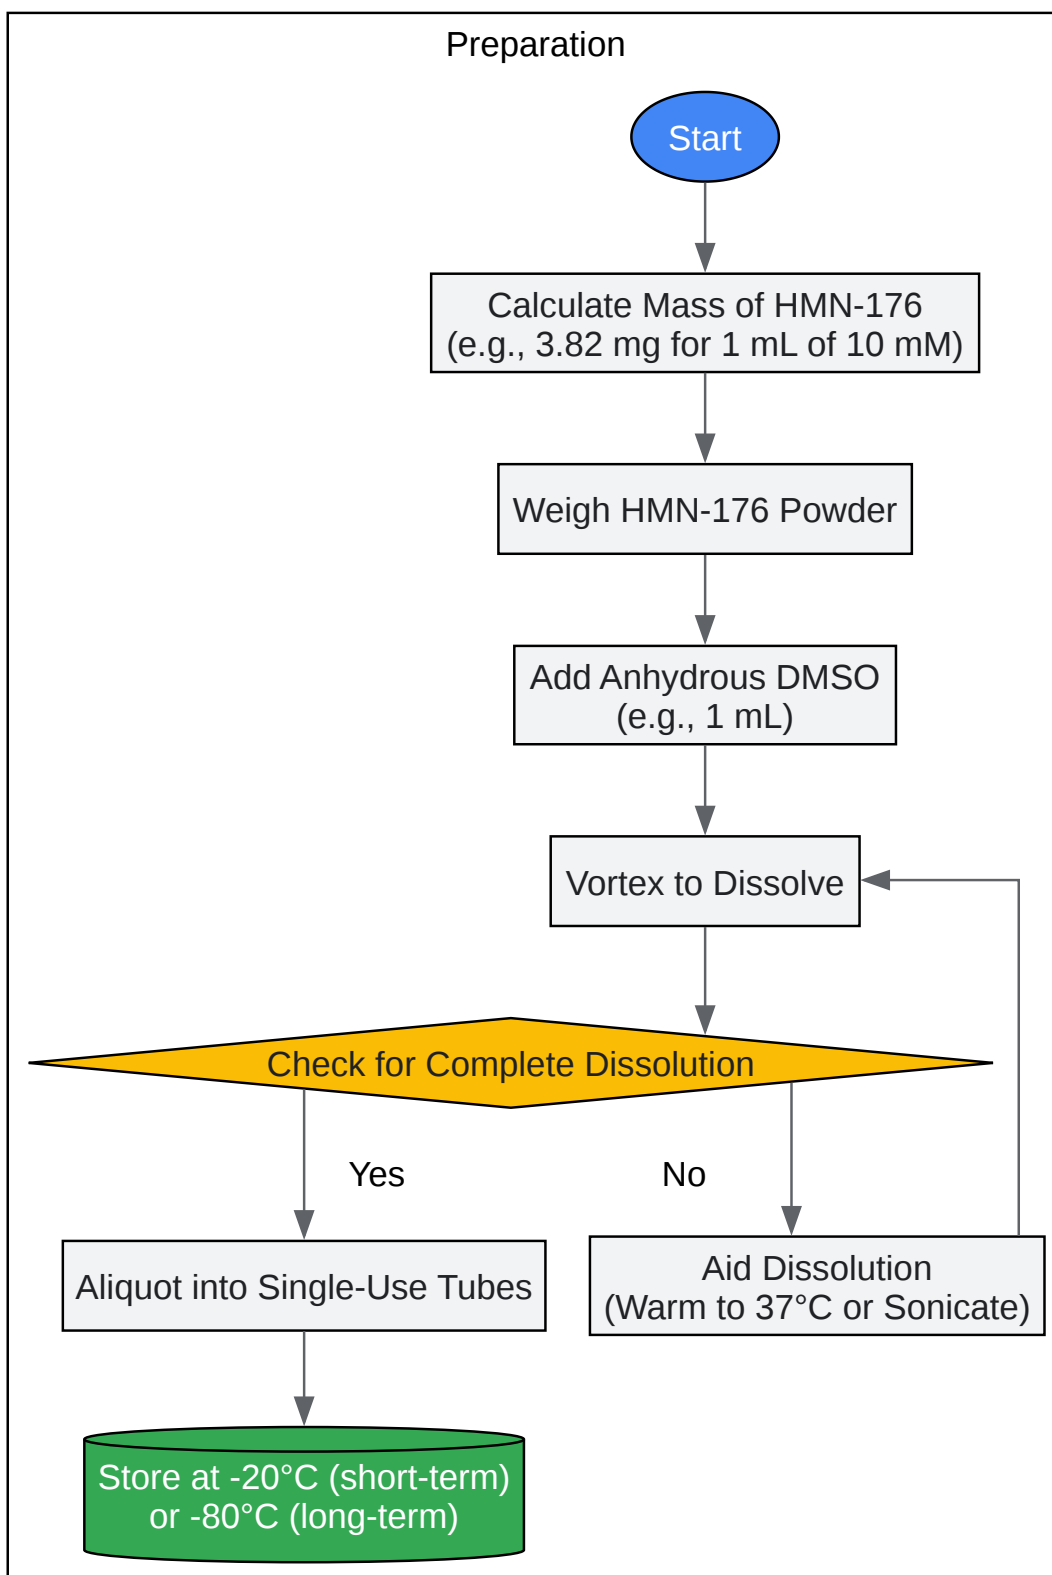 Preparation
Start
Calculate Mass of HMN-176
(e.g., 3.82 mg for 1 mL of 10 mM)
Weigh HMN-176 Powder
Add Anhydrous DMSO
(e.g., 1 mL)
Vortex to Dissolve
Check for Complete Dissolution
Yes
No
Aliquot into Single-Use Tubes
Aid Dissolution
(Warm to 37°C or Sonicate)
Store at -20°C (short-term)
or -80°C (long-term)